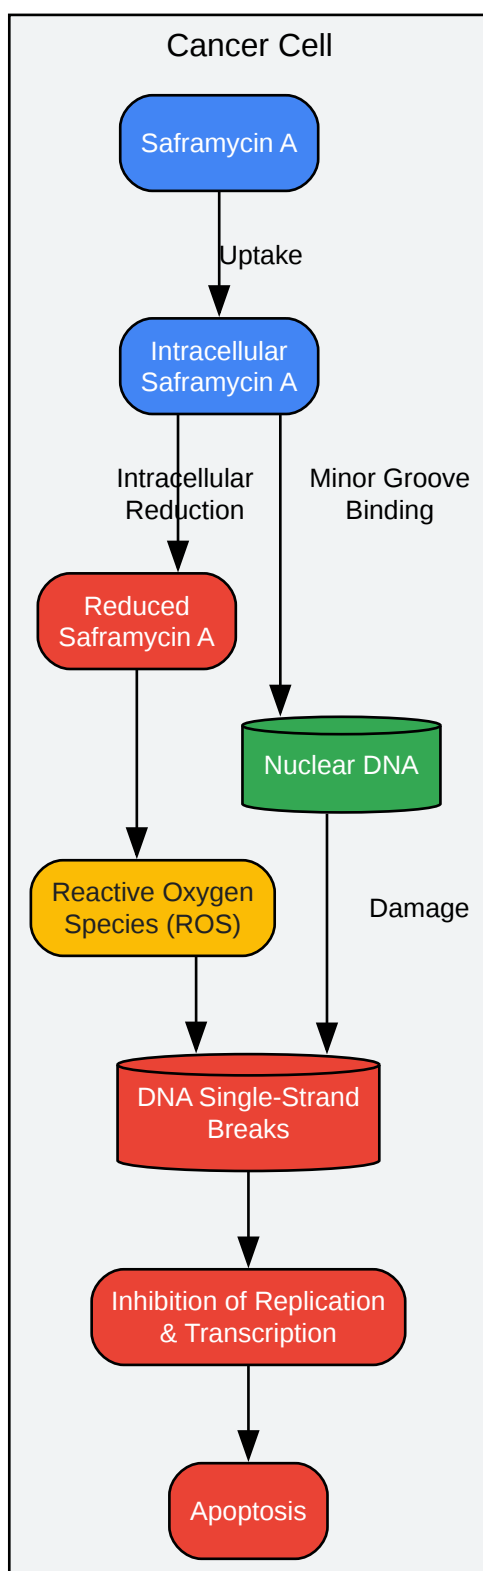 Cancer Cell
Saframycin A
Uptake
Intracellular
Saframycin A
Intracellular
Reduction
Minor Groove
Binding
Reduced
Saframycin A
Nuclear DNA
Reactive Oxygen
Species (ROS)
Damage
DNA Single-Strand
Breaks
Inhibition of Replication
& Transcription
Apoptosis